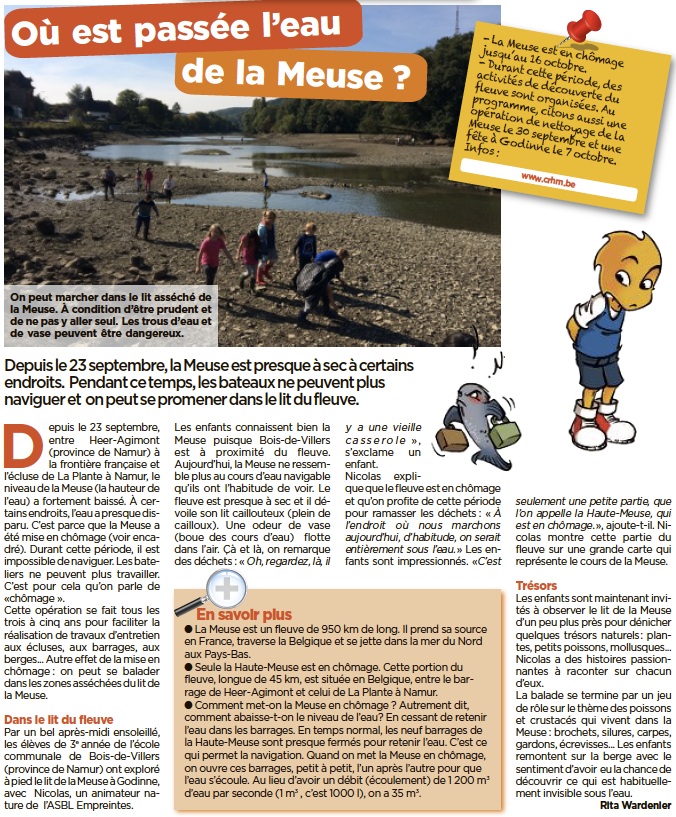 Où est passée l'eau
de la Meuse ?
- La Meuse est en chômage
jusqu'au 16 octobre.
- Durant cette période, des
activités de découverte du
fleuve sont organisées. Au
programme, citons aussi une
opération de nettoyage de la
Meuse le 30 septembre et une
fête à Godinne le 7 octobre.
Infos :
www.crhm.be
On peut marcher dans le lit asséché de
la Meuse. À condition d'être prudent et
de ne pas y aller seul. Les trous d'eau et
de vase peuvent être dangereux.
Depuis le 23 septembre, la Meuse est presque à sec à certains
endroits. Pendant ce temps, les bateaux ne peuvent plus
naviguer et on peut se promener dans le lit du fleuve.
?
Depuis le 23 septembre,
entre Heer-Agimont
(province de Namur) à
la frontière française et
l'écluse de La Plante à Namur, le
niveau de la Meuse (la hauteur de
l'eau) a fortement baissé. À cer-
tains endroits, l'eau a presque dis-
paru. C'est parce que la Meuse a
été mise en chômage (voir enca-
dré). Durant cette période, il est
impossible de naviguer. Les bate-
liers ne peuvent plus travailler.
C'est pour cela qu'on parle de
«chômage ».
Cette opération se fait tous les
trois à cinq ans pour faciliter la
réalisation de travaux d'entretien
aux écluses, aux barrages, aux
berges... Autre effet de la mise en
chômage : on peut se balader
dans les zones asséchées du lit de
la Meuse.
Dans le lit du fleuve
Par un bel après-midi ensoleillé,
les élèves de 3e année de l'école
communale de Bois-de-Villers
(province de Namur) ont exploré
à pied le lit de la Meuse à Godinne,
avec Nicolas, un animateur na-
ture de l'ASBL Empreintes.
Les enfants connaissent bien la
Meuse puisque Bois-de-Villers
est à proximité du fleuve.
Aujourd'hui, la Meuse ne ressem-
ble plus au cours d'eau navigable
qu'ils ont l'habitude de voir. Le
fleuve est presque à sec et il dé-
voile son lit caillouteux (plein de
cailloux). Une odeur de vase
(boue des cours d'eau) flotte
dans l'air. Çà et là, on remarque
des déchets : « Oh, regardez, là, il
y a une vieille
casserole »,
s'exclame un
enfant.
Nicolas expli-
que que le fleuve est en chômage
et qu'on profite de cette période
pour ramasser les déchets : « À
l'endroit où nous marchons
aujourd'hui, d'habitude, on serait
entièrement sous l'eau.» Les en-
fants sont impressionnés. «C'est
seulement une petite partie, que
l'on appelle la Haute-Meuse, qui
est en chômage.», ajoute-t-il. Ni-
colas montre cette partie du
fleuve sur une grande carte qui
représente le cours de la Meuse.
Trésors
Les enfants sont maintenant invi-
tés à observer le lit de la Meuse
d'un peu plus près pour dénicher
quelques trésors naturels : plan-
tes, petits poissons, mollusques...
Nicolas a des histoires passion-
nantes à raconter sur chacun
d'eux.
La balade se termine par un jeu
de rôle sur le thème des poissons
et crustacés qui vivent dans la
Meuse : brochets, silures, carpes,
gardons, écrevisses... Les enfants
remontent sur la berge avec le
sentiment d'avoir eu la chance de
découvrir ce qui est habituelle-
ment invisible sous l'eau.
Rita Wardenier
En savoir plus
● La Meuse est un fleuve de 950 km de long. Il prend sa source
en France, traverse la Belgique et se jette dans la mer du Nord
aux Pays-Bas.
● Seule la Haute-Meuse est en chômage. Cette portion du
fleuve, longue de 45 km, est située en Belgique, entre le bar-
rage de Heer-Agimont et celui de La Plante à Namur.
● Comment met-on la Meuse en chômage ? Autrement dit,
comment abaisse-t-on le niveau de l'eau? En cessant de retenir
l'eau dans les barrages. En temps normal, les neuf barrages de
la Haute-Meuse sont presque fermés pour retenir l'eau. C'est ce
qui permet la navigation. Quand on met la Meuse en chômage,
on ouvre ces barrages, petit à petit, l'un après l'autre pour que
l'eau s'écoule. Au lieu d'avoir un débit (écoulement) de 1 200 m³
d'eau par seconde (1 m³ , c'est 1000 l), on a 35 m³.